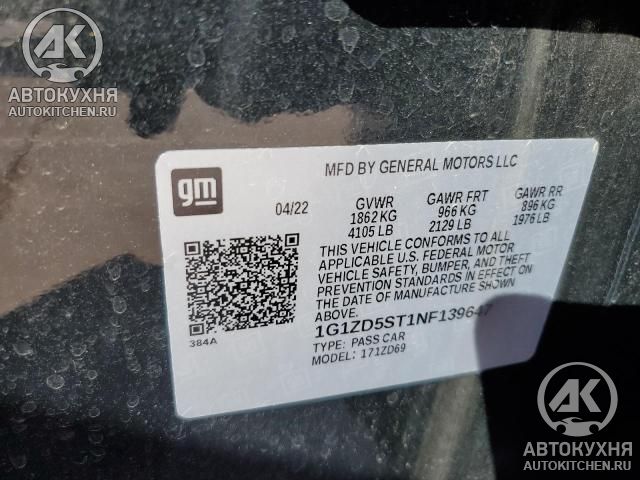 AK
АВТОКУХНЯ
AUTOKITCHEN.RU
gm
MFD BY GENERAL MOTORS LLC
04/22
GVWR GAWR FRT GAWR RR
1862 KG 966 KG 896 KG
4105 LB 2129 LB 1976 LB
THIS VEHICLE CONFORMS TO ALL
APPLICABLE U.S. FEDERAL MOTOR
VEHICLE SAFETY, BUMPER, AND THEFT
PREVENTION STANDARDS IN EFFECT ON
THE DATE OF MANUFACTURE SHOWN
ABOVE.
384A
1G1ZD5ST1NF139647
TYPE: PASS CAR
MODEL: 171ZD69
AK
АВТОКУХНЯ
AUTOKITCHEN.RU